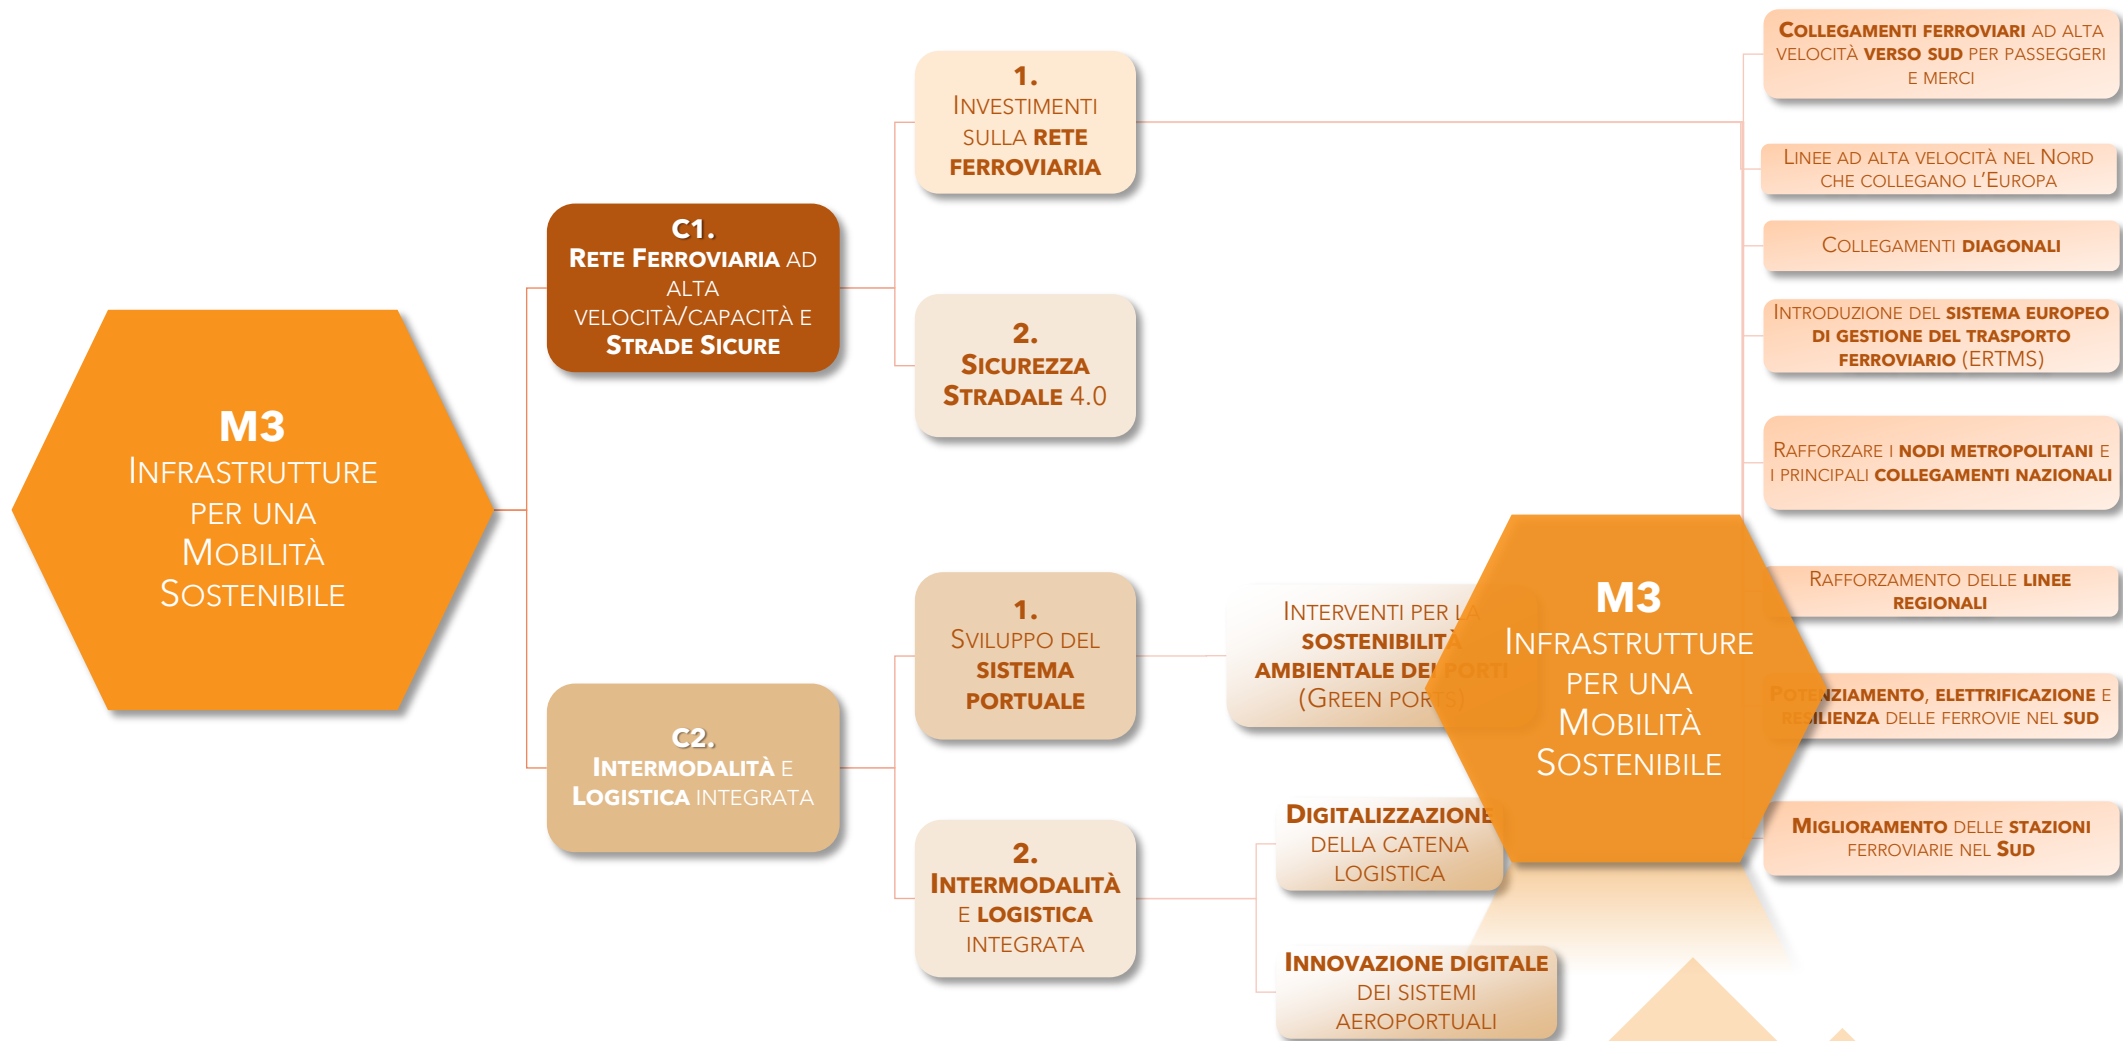 M3
INFRASTRUTTURE
PER UNA
MOBILITÀ
SOSTENIBILE
C1.
RETE FERROVIARIA AD
ALTA
VELOCITÀ/CAPACITÀ E
STRADE SICURE
C2.
INTERMODALITÀ E
LOGISTICA INTEGRATA
1.
INVESTIMENTI
SULLA RETE
FERROVIARIA
2.
SICUREZZA
STRADALE 4.0
1.
SVILUPPO DEL
SISTEMA
PORTUALE
2.
INTERMODALITÀ
E LOGISTICA
INTEGRATA
INTERVENTI PER LA
SOSTENIBILITÀ
AMBIENTALE DEI PORTI
(GREEN PORTS)
DIGITALIZZAZIONE
DELLA CATENA
LOGISTICA
INNOVAZIONE DIGITALE
DEI SISTEMI
AEROPORTUALI
M3
INFRASTRUTTURE
PER UNA
MOBILITÀ
SOSTENIBILE
COLLEGAMENTI FERROVIARI AD ALTA
VELOCITÀ VERSO SUD PER PASSEGGERI
E MERCI
LINEE AD ALTA VELOCITÀ NEL NORD
CHE COLLEGANO L'EUROPA
COLLEGAMENTI DIAGONALI
INTRODUZIONE DEL SISTEMA EUROPEO
DI GESTIONE DEL TRASPORTO
FERROVIARIO (ERTMS)
RAFFORZARE I NODI METROPOLITANI E
I PRINCIPALI COLLEGAMENTI NAZIONALI
RAFFORZAMENTO DELLE LINEE
REGIONALI
POTENZIAMENTO, ELETTRIFICAZIONE E
RESILIENZA DELLE FERROVIE NEL SUD
MIGLIORAMENTO DELLE STAZIONI
FERROVIARIE NEL SUD